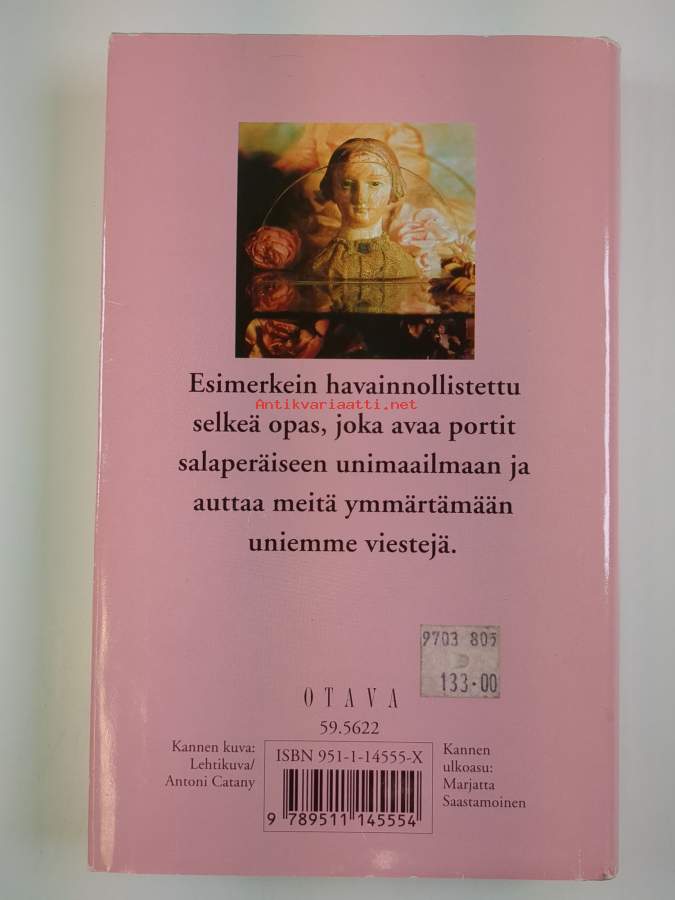 Esimerkein havainnollistettu
Antikvariaatti.net
selkeä opas, joka avaa portit
salaperäiseen unimaailmaan ja
auttaa meitä ymmärtämään
uniemme viestejä.
9703 805
133-00
OTAVA
59.5622
Kannen kuva:
Lehtikuva/
Antoni Catany
ISBN 951-1-14555-X
9 789511 145554
Kannen
ulkoasu:
Marjatta
Saastamoinen